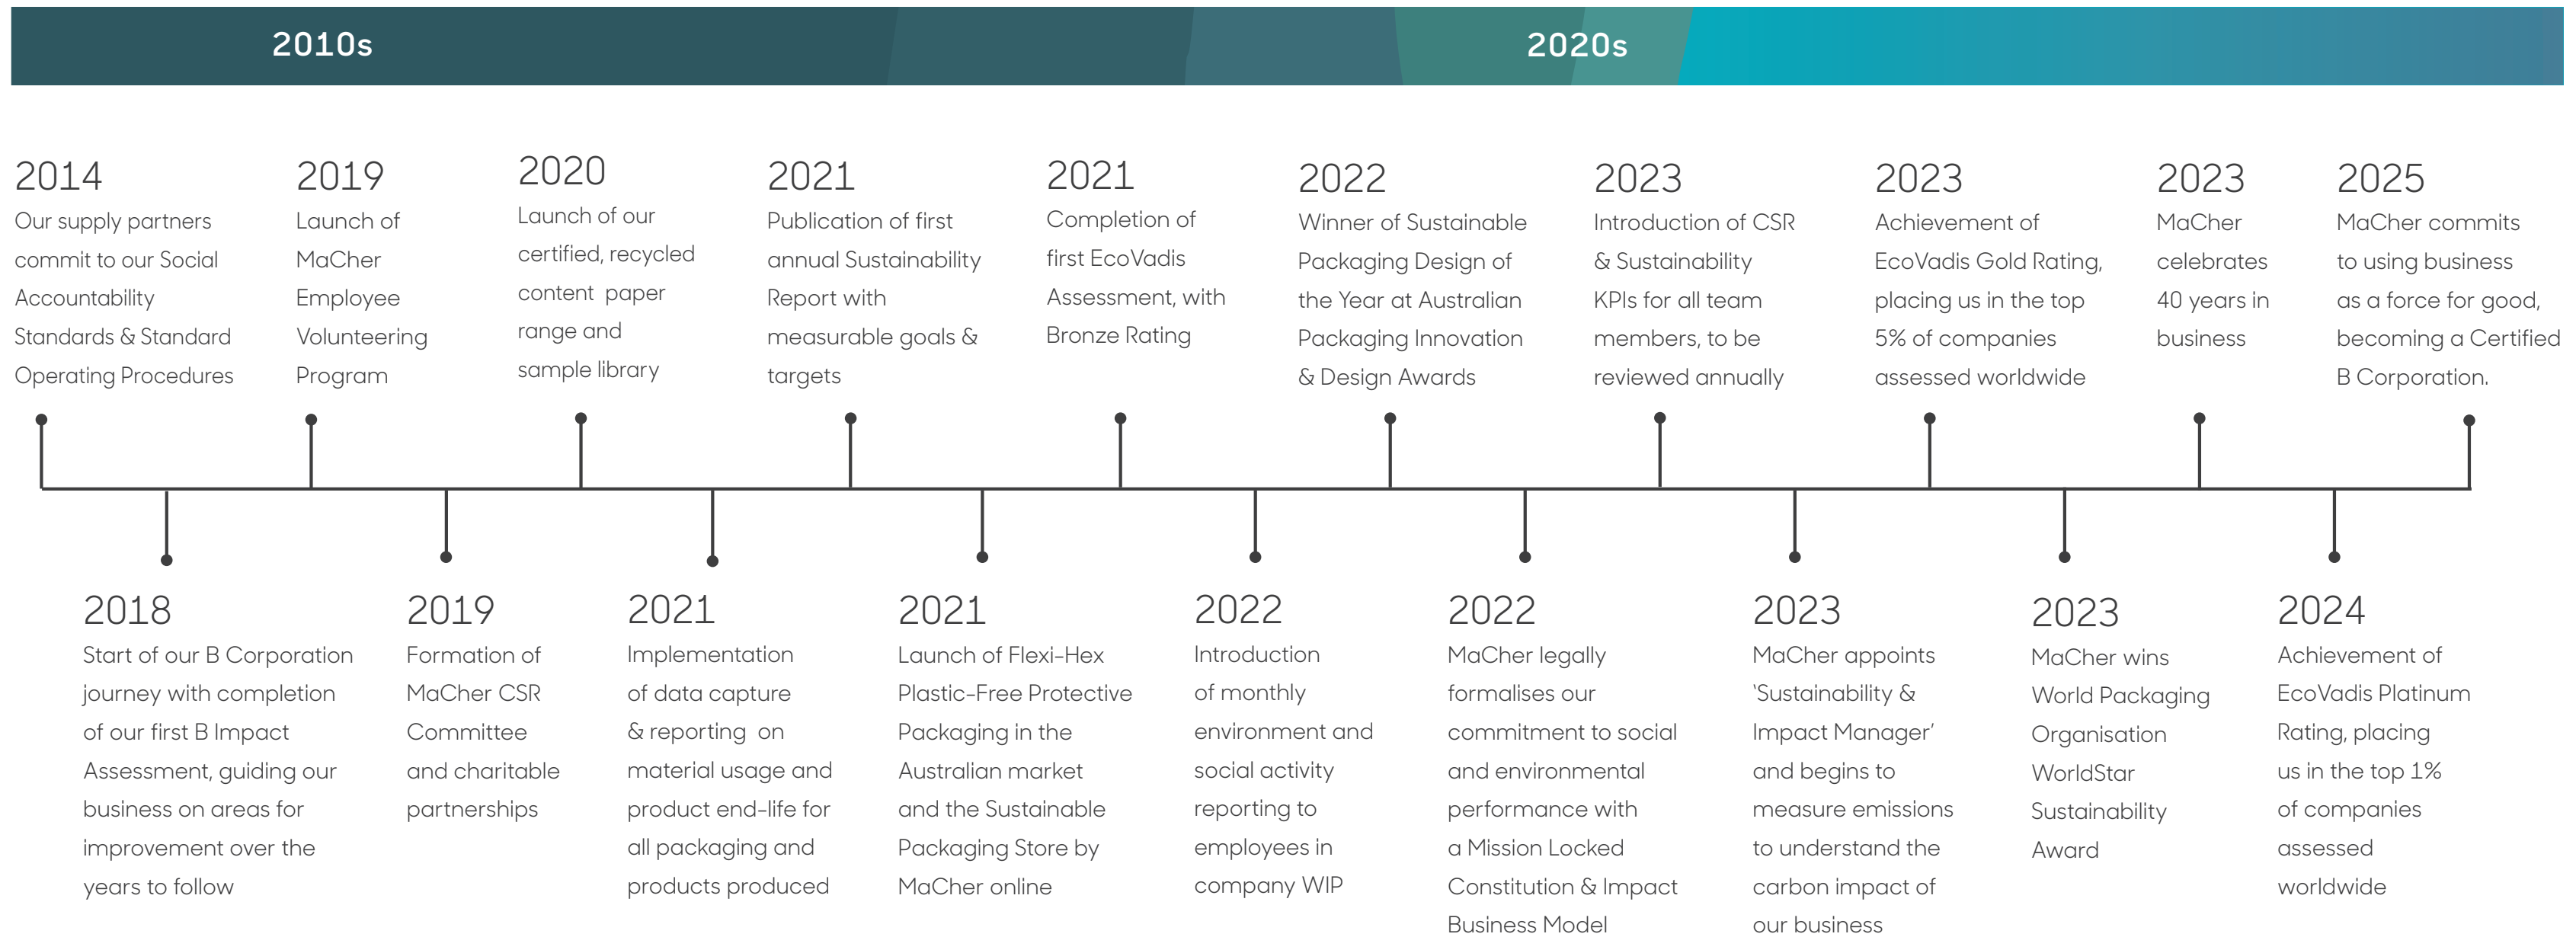 2010s
2020s
2014
Our supply partners
commit to our Social
Accountability
Standards & Standard
Operating Procedures
2019
Launch of
MaCher
Employee
Volunteering
Program
2020
Launch of our
certified, recycled
content  paper
range and
sample library
2021
Publication of first
annual Sustainability
Report with
measurable goals &
targets
2021
Completion of
first EcoVadis
Assessment, with
Bronze Rating
2022
Winner of Sustainable
Packaging Design of
the Year at Australian
Packaging Innovation
& Design Awards
2023
Introduction of CSR
& Sustainability
KPIs for all team
members, to be
reviewed annually
2023
Achievement of
EcoVadis Gold Rating,
placing us in the top
5% of companies
assessed worldwide
2023
MaCher
celebrates
40 years in
business
2025
MaCher commits
to using business
as a force for good,
becoming a Certified
B Corporation.
2018
Start of our B Corporation
journey with completion
of our first B Impact
Assessment, guiding our
business on areas for
improvement over the
years to follow
2019
Formation of
MaCher CSR
Committee
and charitable
partnerships
2021
Implementation
of data capture
& reporting  on
material usage and
product end-life for
all packaging and
products produced
2021
Launch of Flexi-Hex
Plastic-Free Protective
Packaging in the
Australian market
and the Sustainable
Packaging Store by
MaCher online
2022
Introduction
of monthly
environment and
social activity
reporting to
employees in
company WIP
2022
MaCher legally
formalises our
commitment to social
and environmental
performance with
a Mission Locked
Constitution & Impact
Business Model
2023
MaCher appoints
‘Sustainability &
Impact Manager’
and begins to
measure emissions
to understand the
carbon impact of
our business
2023
MaCher wins
World Packaging
Organisation
WorldStar
Sustainability
Award
2024
Achievement of
EcoVadis Platinum
Rating, placing
us in the top 1%
of companies
assessed
worldwide